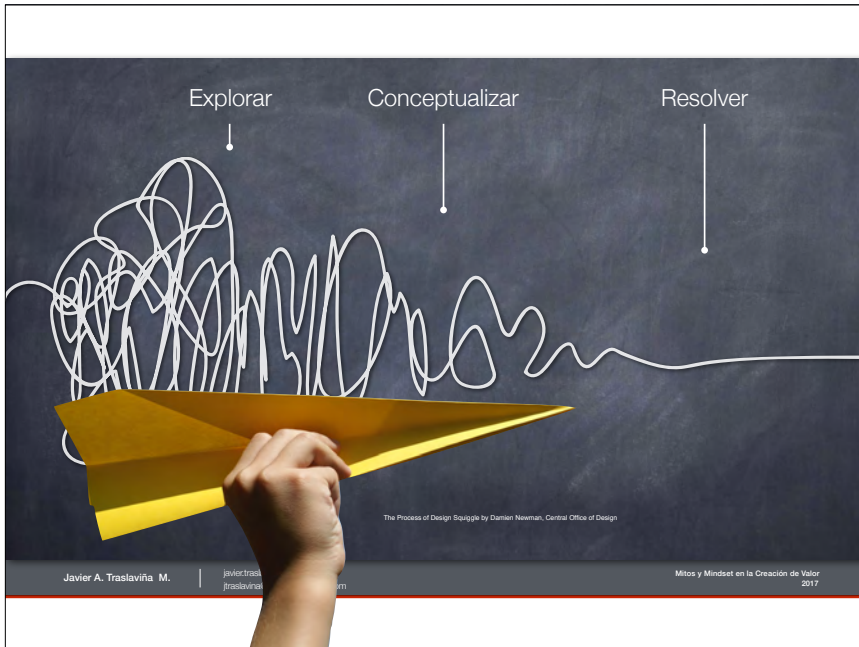 Explorar
Conceptualizar
Resolver
The Process of Design Squiggle by Damien Newman, Central Office of Design
Javier A. Traslaviña M.
Mitos y Mindset en la Creación de Valor
2017